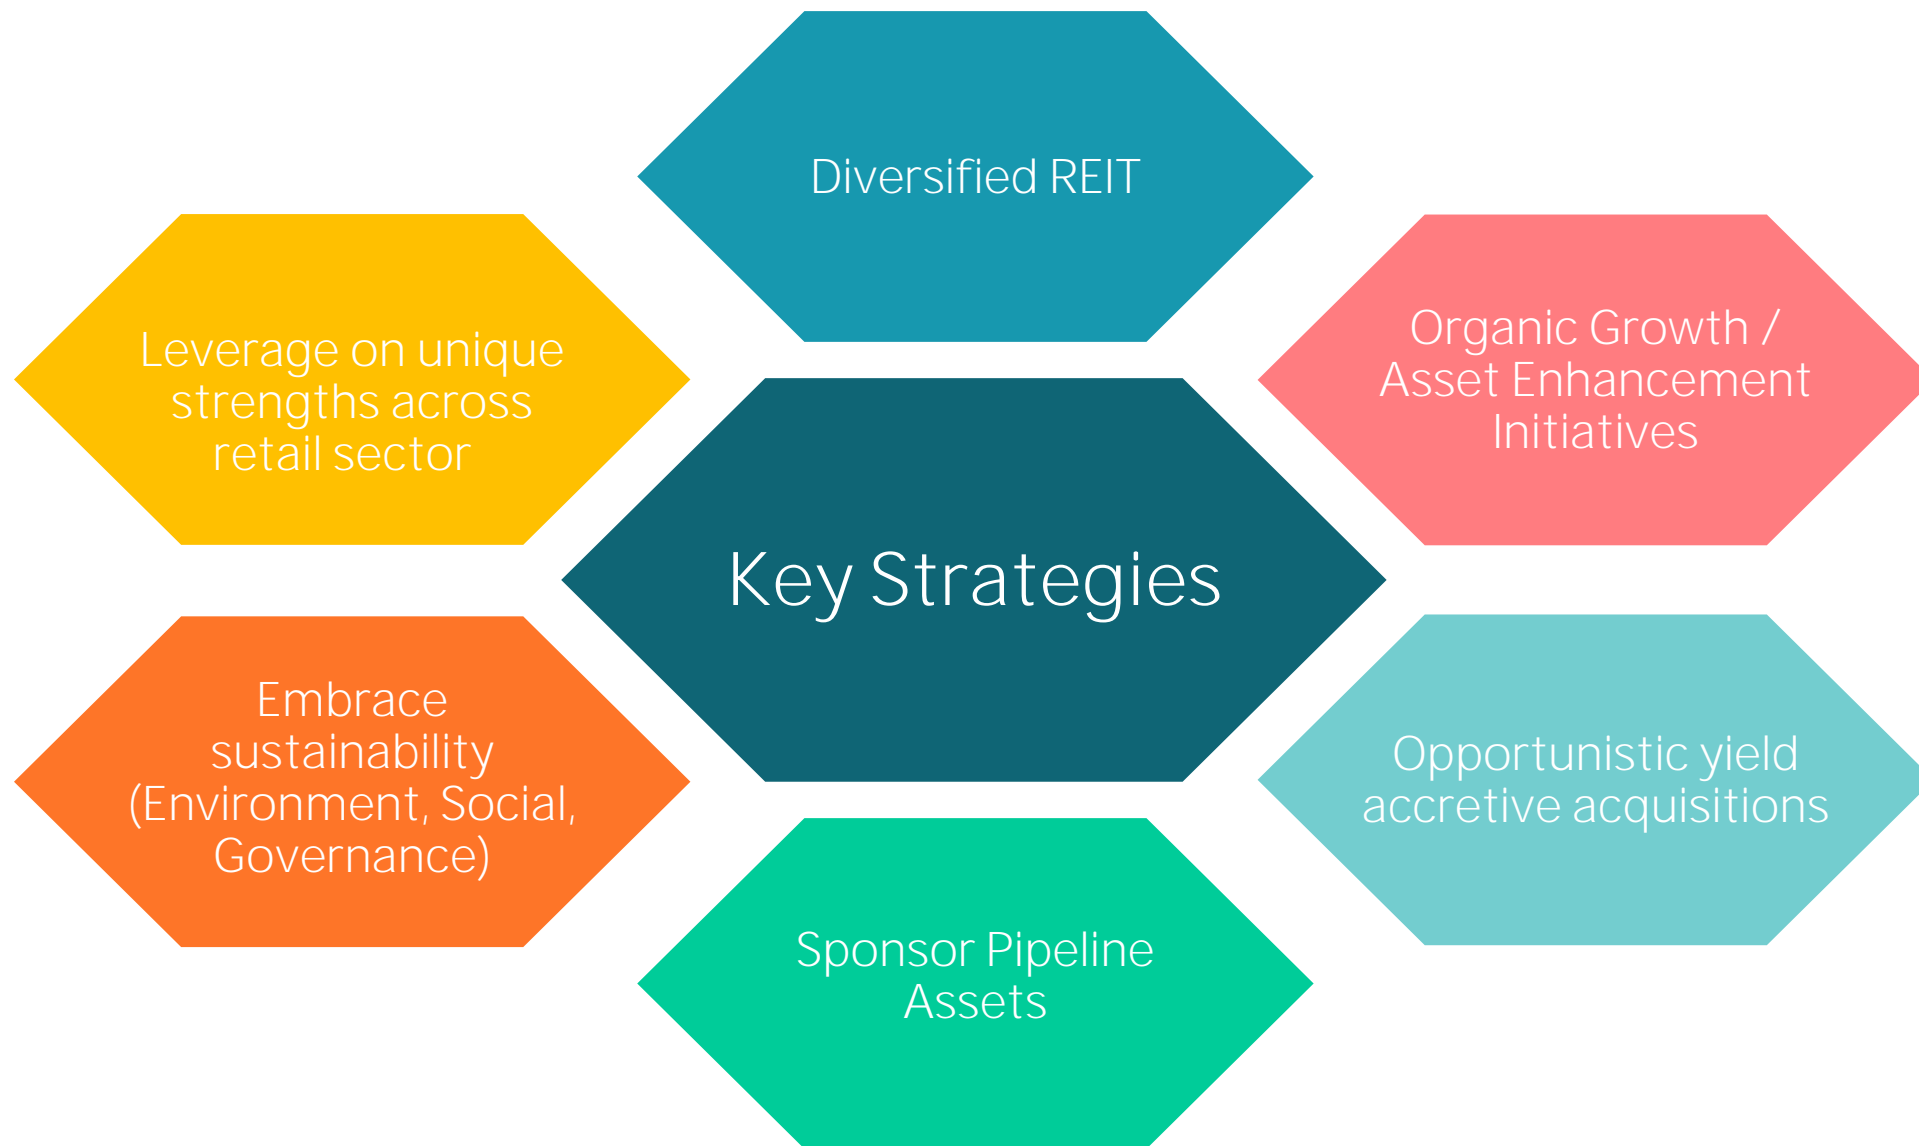 Diversified REIT
Leverage on unique
strengths across
retail sector
Organic Growth /
Asset Enhancement
Initiatives
Key Strategies
Embrace
sustainability
(Environment, Social,
Governance)
Opportunistic yield
accretive acquisitions
Sponsor Pipeline
Assets